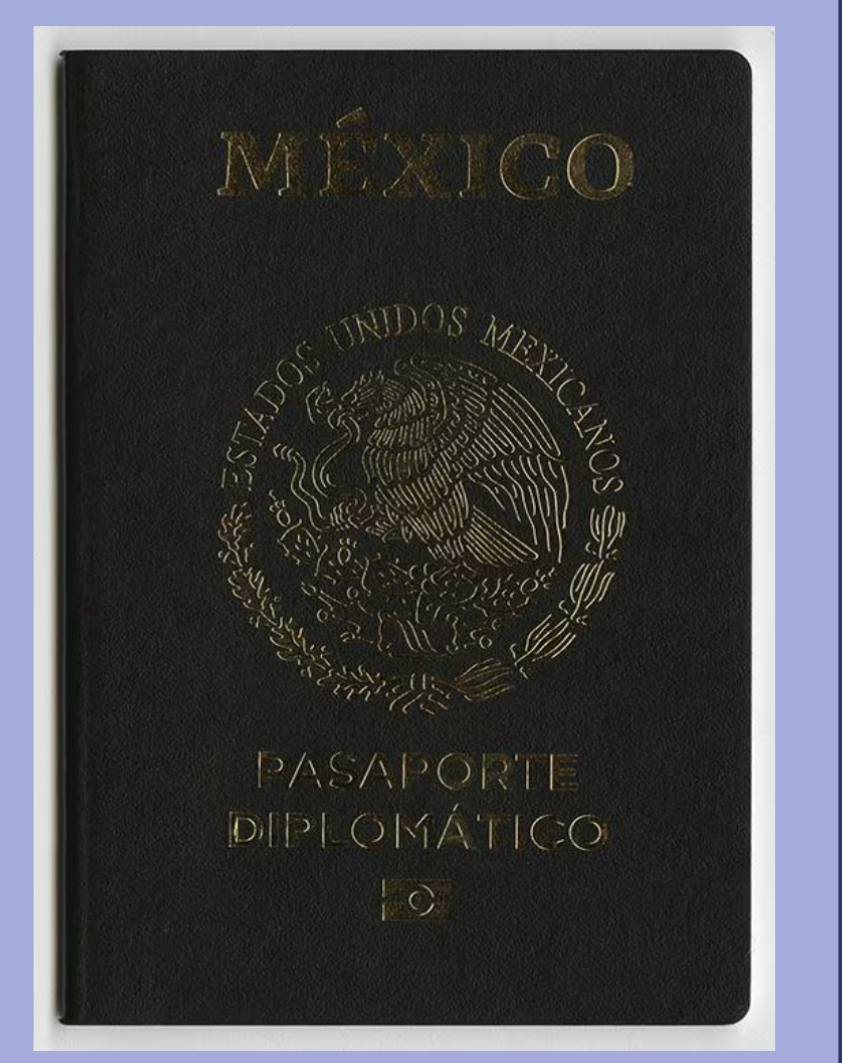 MÉXICO
ESTADOS UNIDOS MEXICANOS
PASAPORTE
DIPLOMÁTICO